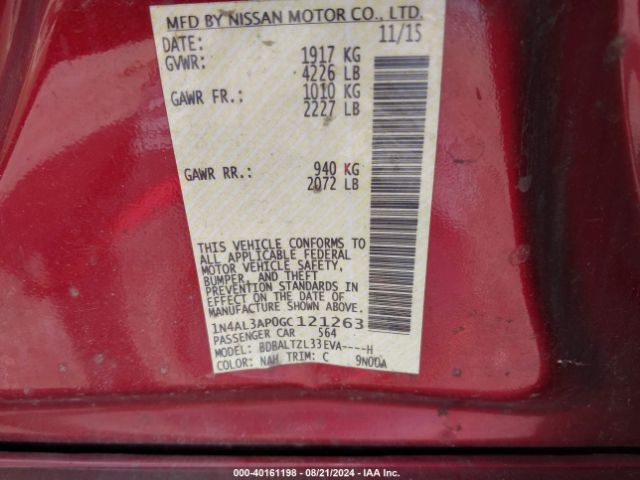 MFD BY NISSAN MOTOR CO., LTD.
DATE: 11/15
GVWR: 1917 KG
4226 LB
GAWR FR.: 1010 KG
2227 LB
GAWR RR.: 940 KG
2072 LB
THIS VEHICLE CONFORMS TO
ALL APPLICABLE FEDERAL
MOTOR VEHICLE SAFETY,
BUMPER, AND THEFT
PREVENTION STANDARDS IN
EFFECT ON THE DATE OF
MANUFACTURE SHOWN ABOVE.
1N4AL3AP0GC121263
PASSENGER CAR 564
MODEL: BDBALTZL33EVA----H
COLOR: NAH TRIM: C 9N00A
000-40161198 - 08/21/2024 - IAA Inc.